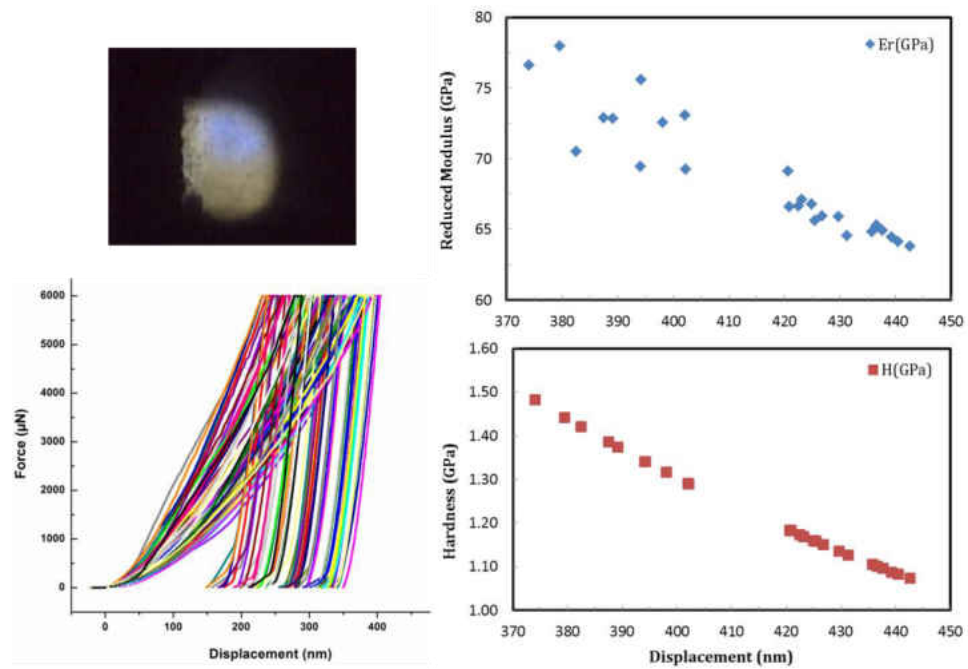 80
75
70
65
60
Reduced Modulus (GPa)
Er(GPa)
370 380 390 400 410 420 430 440 450
6000
5000
4000
3000
2000
1000
0
Force (µN)
0 100 200 300 400
Displacement (nm)
1.60
1.50
1.40
1.30
1.20
1.10
1.00
Hardness (GPa)
H(GPa)
370 380 390 400 410 420 430 440 450
Displacement (nm)